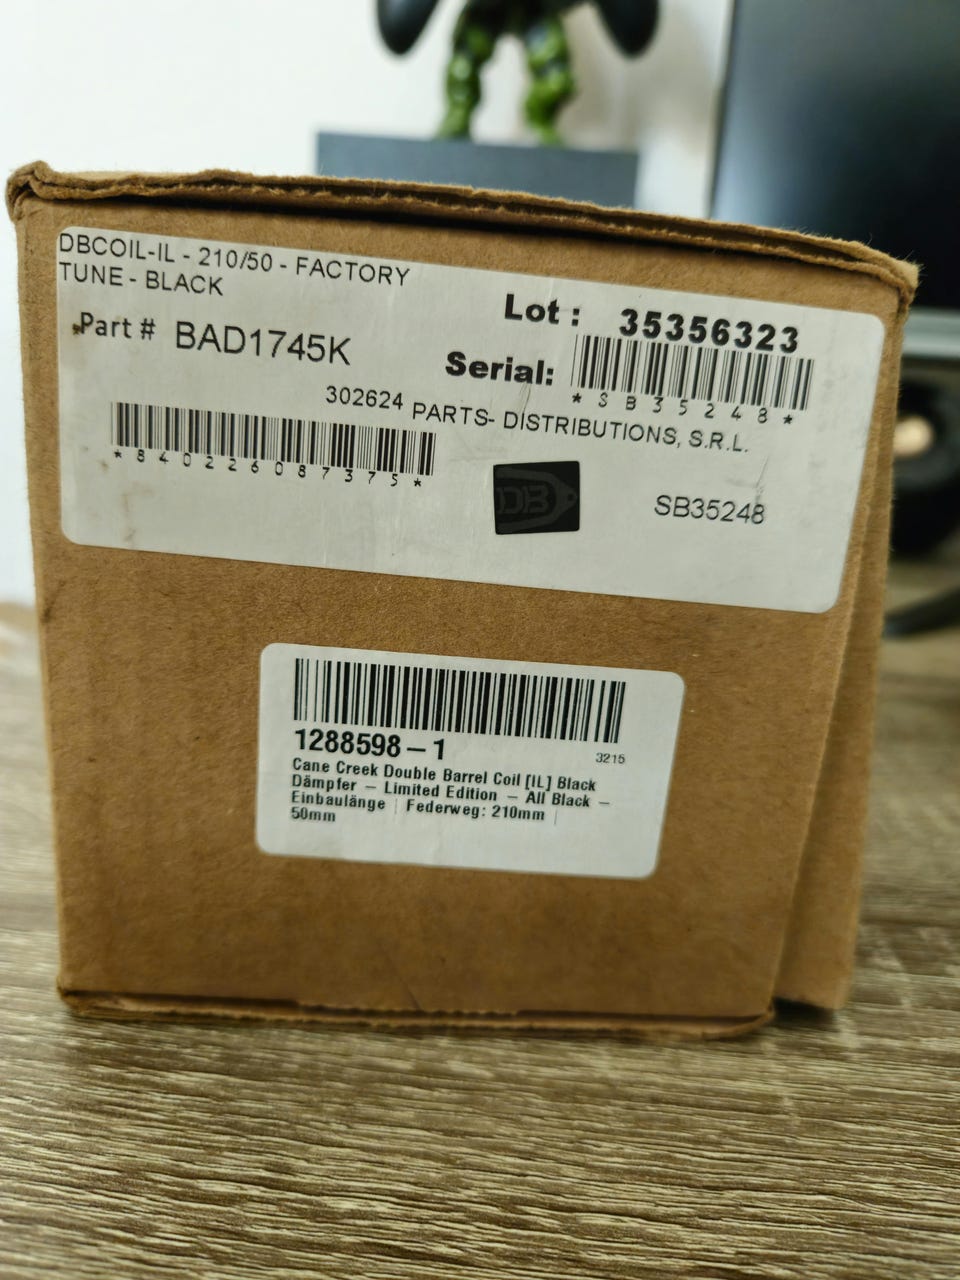 DBCOIL-IL - 210/50 - FACTORY
TUNE - BLACK
Lot : 35356323
Part # BAD1745K
Serial:
*SB35248*
302624 PARTS- DISTRIBUTIONS, S.R.L.
*840226087375*
DB
SB35248
1288598-1
3215
Cane Creek Double Barrel Coil [IL] Black
Dämpfer – Limited Edition – All Black –
Einbaulänge | Federweg: 210mm |
50mm